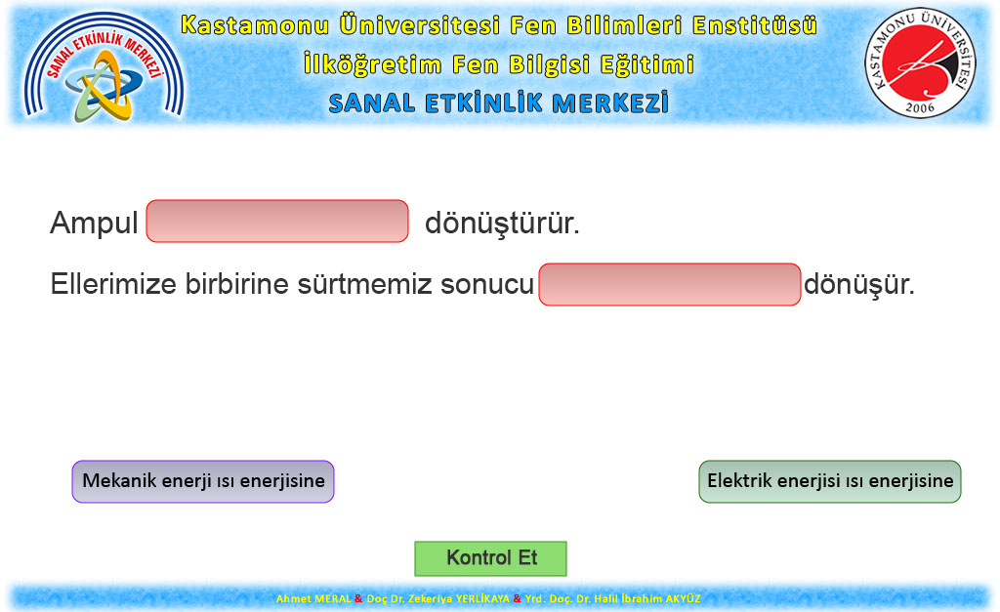 Kastamonu Üniversitesi Fen Bilimleri Enstitüsü
İlköğretim Fen Bilgisi Eğitimi
SANAL ETKİNLİK MERKEZİ
SANAL ETKİNLİK MERKEZİ
KASTAMONU ÜNİVERSİTESİ
2006
Ampul dönüştürür.
Ellerimize birbirine sürtmemiz sonucu dönüşür.
Mekanik enerji ısı enerjisine
Elektrik enerjisi ısı enerjisine
Kontrol Et
Ahmet MERAL & Doç Dr. Zekeriya YERLİKAYA & Yrd. Doç. Dr. Halil İbrahim AKYÜZ